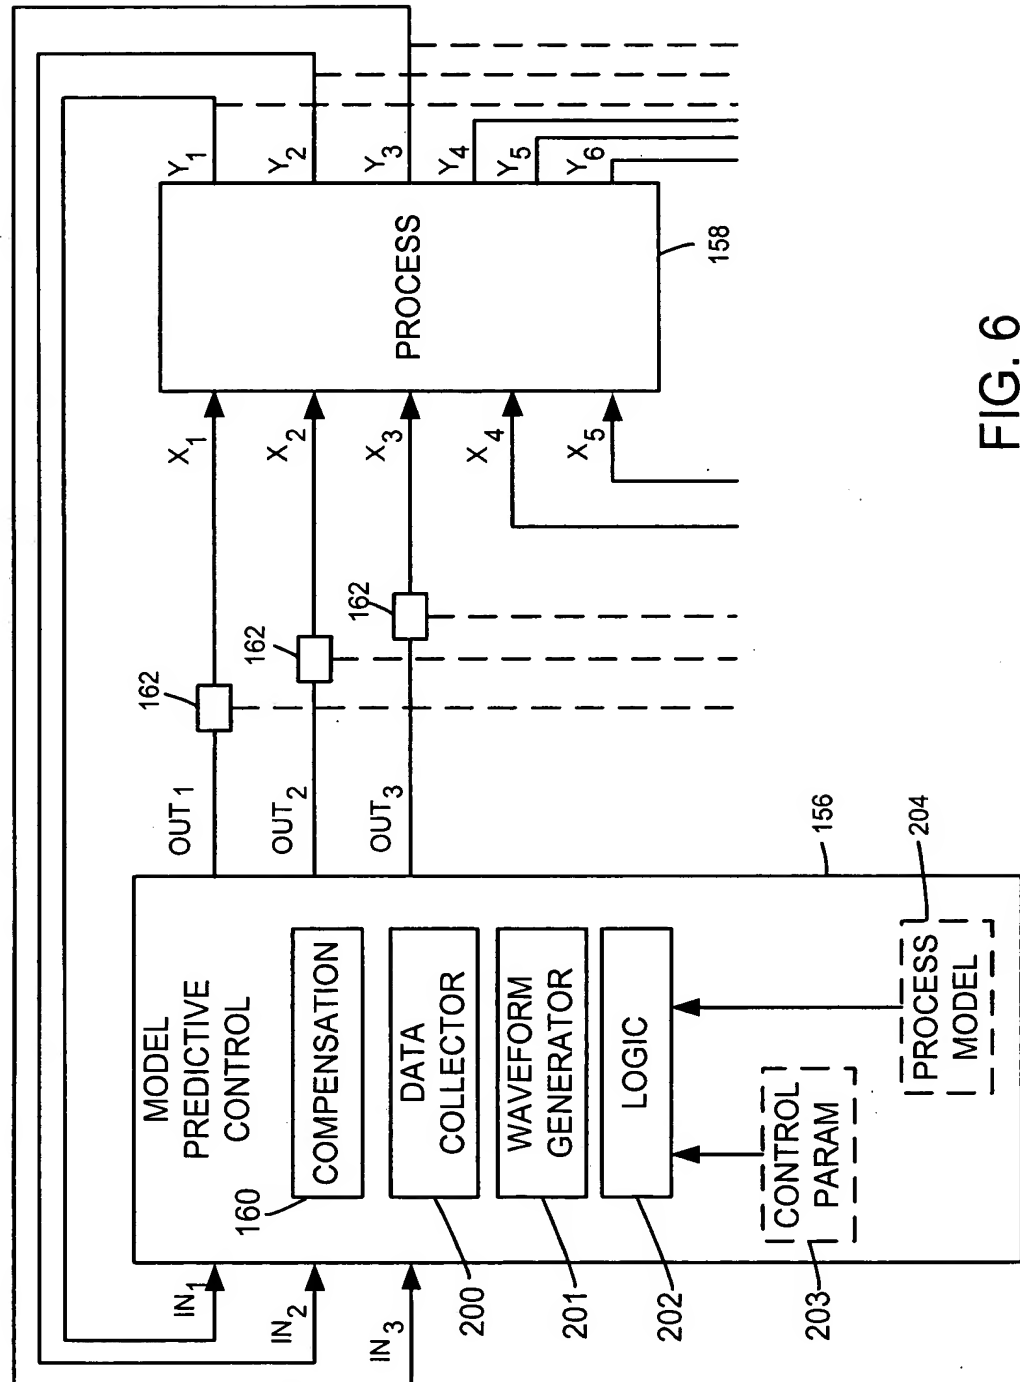 MODEL
PREDICTIVE
CONTROL
160
COMPENSATION
DATA
COLLECTOR
200
WAVEFORM
GENERATOR
201
LOGIC
202
CONTROL
PARAM
203
PROCESS
MODEL
204
156
IN1
IN2
IN3
OUT1
OUT2
OUT3
162
162
162
X1
X2
X3
X4
X5
PROCESS
158
Y1
Y2
Y3
Y4
Y5
Y6
FIG. 6